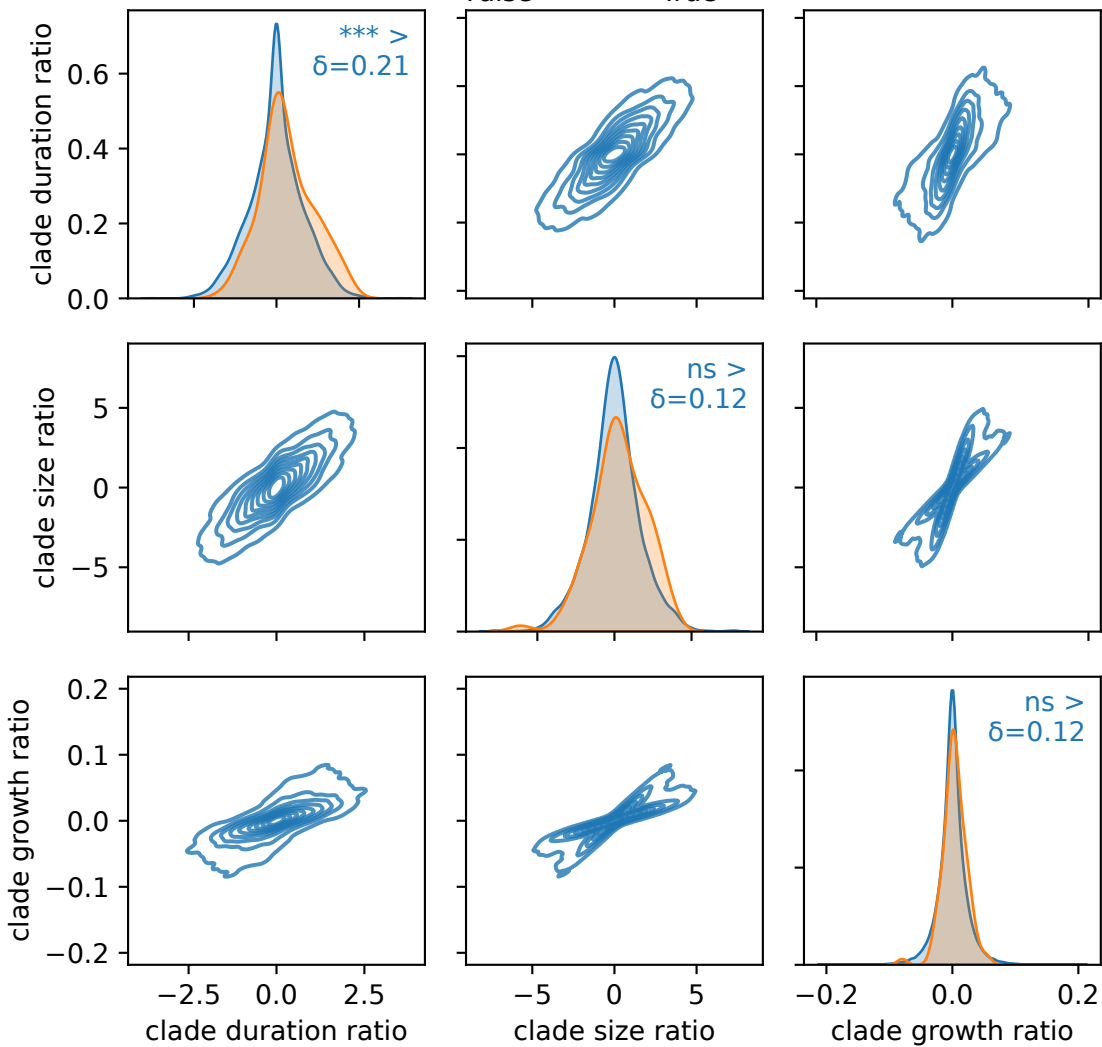 clade duration ratio
0.6
0.4
0.2
0.0
*** >
δ=0.21
clade size ratio
5
0
−5
ns >
δ=0.12
clade growth ratio
0.2
0.1
0.0
−0.1
−0.2
ns >
δ=0.12
−2.5 0.0 2.5
−5 0 5
−0.2 0.0 0.2
clade duration ratio
clade size ratio
clade growth ratio